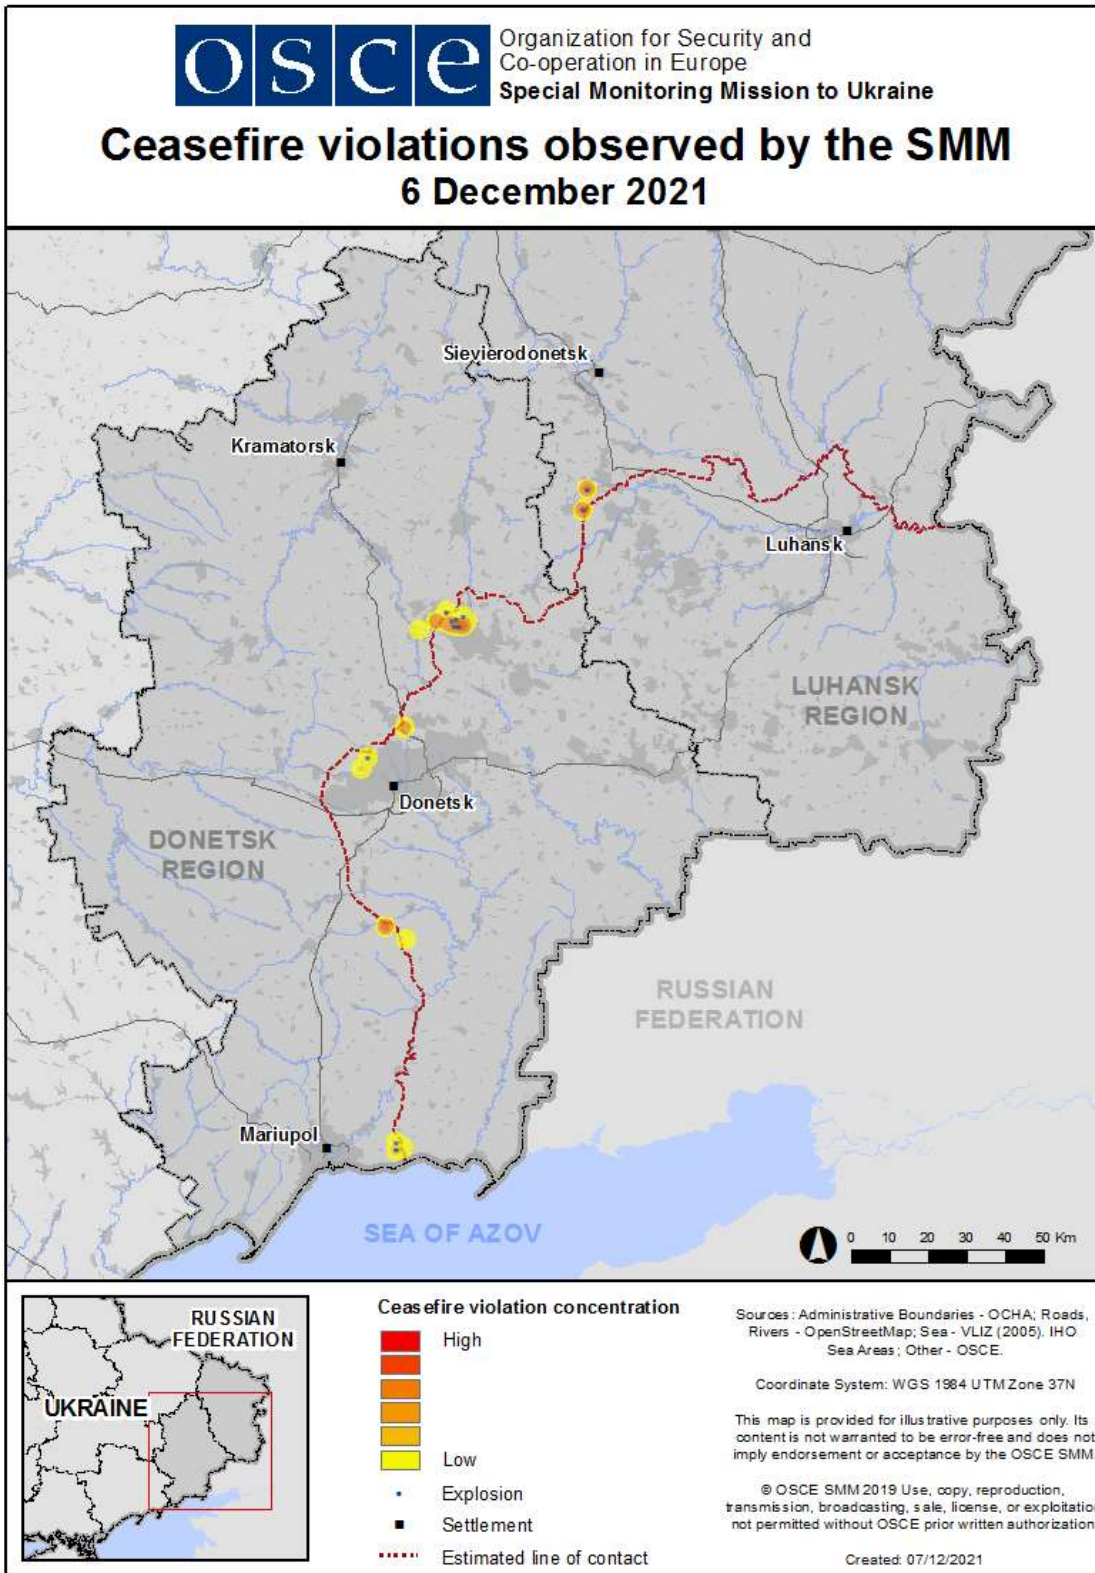 osce
Organization for Security and
Co-operation in Europe
Special Monitoring Mission to Ukraine
Ceasefire violations observed by the SMM
6 December 2021
Sievierodonetsk
Kramatorsk
Luhansk
LUHANSK
REGION
Donetsk
DONETSK
REGION
RUSSIAN
FEDERATION
Mariupol
SEA OF AZOV
0 10 20 30 40 50 Km
RUSSIAN
FEDERATION
UKRAINE
Ceasefire violation concentration
High
Low
Explosion
Settlement
Estimated line of contact
Sources: Administrative Boundaries - OCHA; Roads,
Rivers - OpenStreetMap; Sea - VLIZ (2005). IHO
Sea Areas; Other - OSCE.
Coordinate System: WGS 1984 UTM Zone 37N
This map is provided for illustrative purposes only. Its
content is not warranted to be error-free and does not
imply endorsement or acceptance by the OSCE SMM
© OSCE SMM 2019 Use, copy, reproduction,
transmission, broadcasting, sale, license, or exploitation
not permitted without OSCE prior written authorization
Created: 07/12/2021